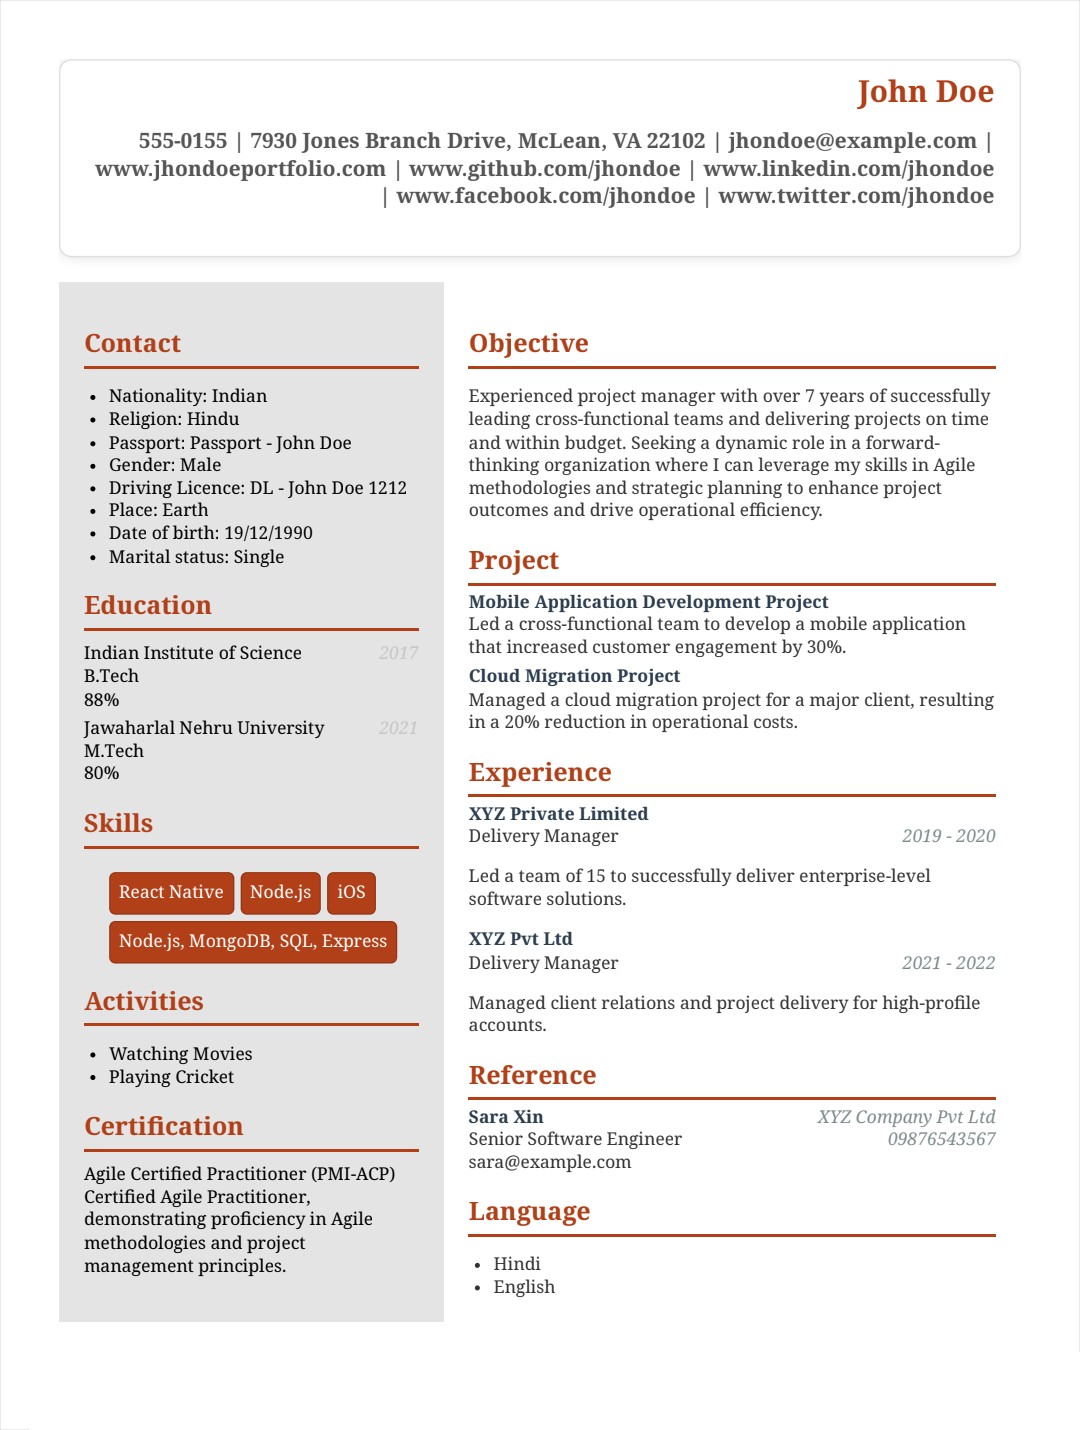 John Doe
555-0155 | 7930 Jones Branch Drive, McLean, VA 22102 | jhondoe@example.com |
www.jhondoeportfolio.com | www.github.com/jhondoe | www.linkedin.com/jhondoe
| www.facebook.com/jhondoe | www.twitter.com/jhondoe
Contact
• Nationality: Indian
• Religion: Hindu
• Passport: Passport - John Doe
• Gender: Male
• Driving Licence: DL - John Doe 1212
• Place: Earth
• Date of birth: 19/12/1990
• Marital status: Single
Education
Indian Institute of Science 2017
B.Tech
88%
Jawaharlal Nehru University 2021
M.Tech
80%
Skills
React Native Node.js iOS
Node.js, MongoDB, SQL, Express
Activities
• Watching Movies
• Playing Cricket
Certification
Agile Certified Practitioner (PMI-ACP)
Certified Agile Practitioner,
demonstrating proficiency in Agile
methodologies and project
management principles.
Objective
Experienced project manager with over 7 years of successfully
leading cross-functional teams and delivering projects on time
and within budget. Seeking a dynamic role in a forward-
thinking organization where I can leverage my skills in Agile
methodologies and strategic planning to enhance project
outcomes and drive operational efficiency.
Project
Mobile Application Development Project
Led a cross-functional team to develop a mobile application
that increased customer engagement by 30%.
Cloud Migration Project
Managed a cloud migration project for a major client, resulting
in a 20% reduction in operational costs.
Experience
XYZ Private Limited
Delivery Manager 2019 - 2020
Led a team of 15 to successfully deliver enterprise-level
software solutions.
XYZ Pvt Ltd
Delivery Manager 2021 - 2022
Managed client relations and project delivery for high-profile
accounts.
Reference
Sara Xin XYZ Company Pvt Ltd
Senior Software Engineer 09876543567
sara@example.com
Language
• Hindi
• English